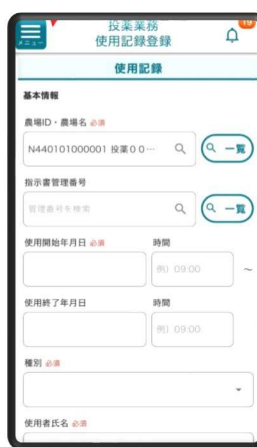 投薬業務
使用記録登録
19
メニュー
使用記録
基本情報
農場ID・農場名 必須
N440101000001 投薬００…
一覧
指示書管理番号
管理番号を検索
一覧
使用開始年月日 必須 時間
例）09:00 ～
使用終了年月日 時間
例）09:00
種別 必須
使用者氏名 必須